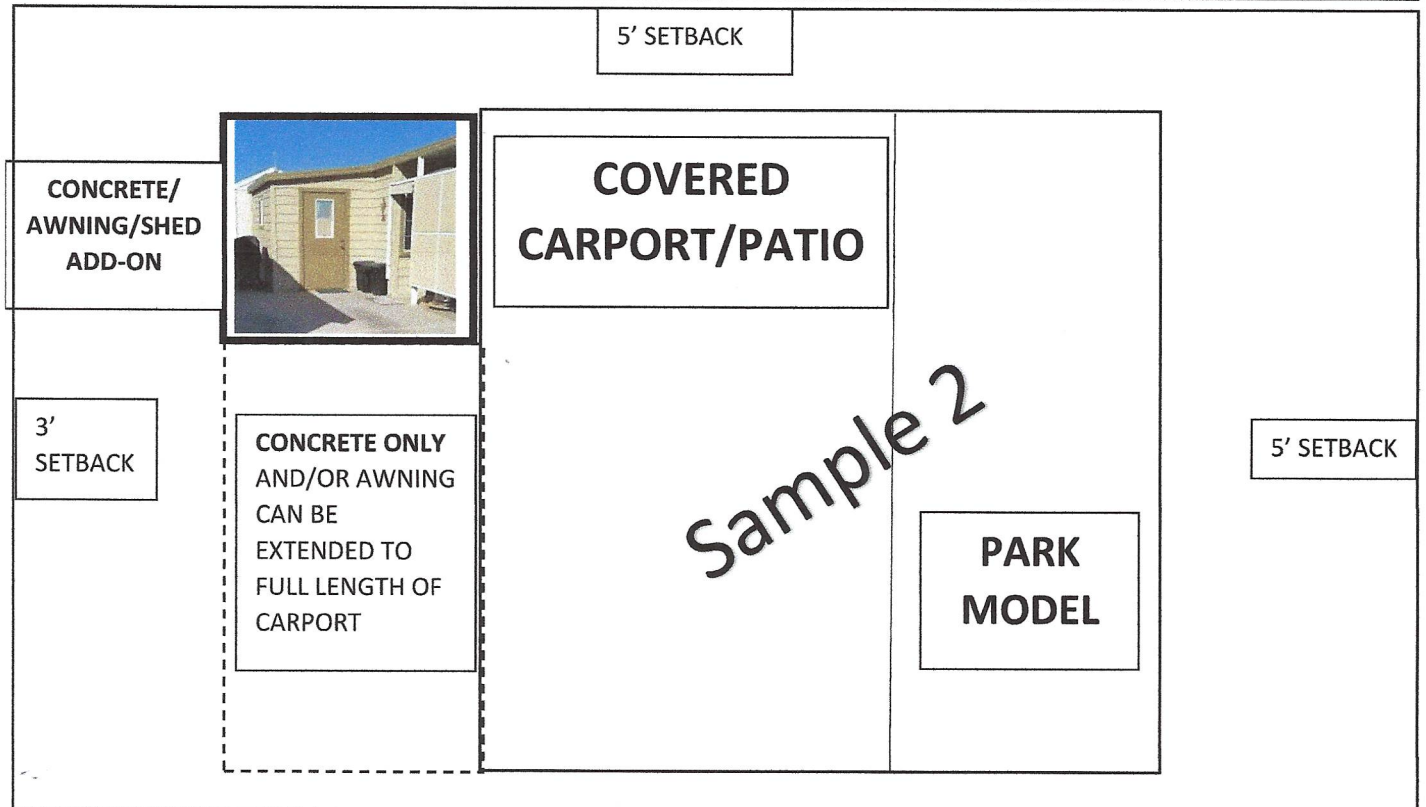 5’ SETBACK
CONCRETE/
AWNING/SHED
ADD-ON
COVERED
CARPORT/PATIO
3’
SETBACK
CONCRETE ONLY
AND/OR AWNING
CAN BE
EXTENDED TO
FULL LENGTH OF
CARPORT
Sample 2
5’ SETBACK
PARK
MODEL